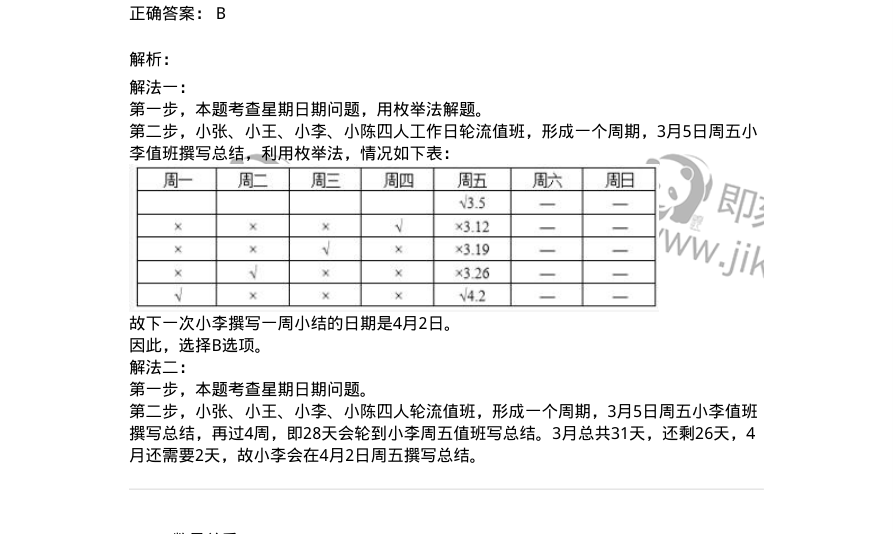 正确答案： B
解析：
解法一：
第一步，本题考查星期日期问题，用枚举法解题。
第二步，小张、小王、小李、小陈四人工作日轮流值班，形成一个周期，3月5日周五小
李值班撰写总结，利用枚举法，情况如下表：
周一 周二 周三 周四 周五 周六 周日
√3.5 — —
× × × √ ×3.12 — —
× × √ × ×3.19 — —
× √ × × ×3.26 — —
√ × × × √4.2 — —
故下一次小李撰写一周小结的日期是4月2日。
因此，选择B选项。
解法二：
第一步，本题考查星期日期问题。
第二步，小张、小王、小李、小陈四人轮流值班，形成一个周期，3月5日周五小李值班
撰写总结，再过4周，即28天会轮到小李周五值班写总结。3月总共31天，还剩26天，4
月还需要2天，故小李会在4月2日周五撰写总结。